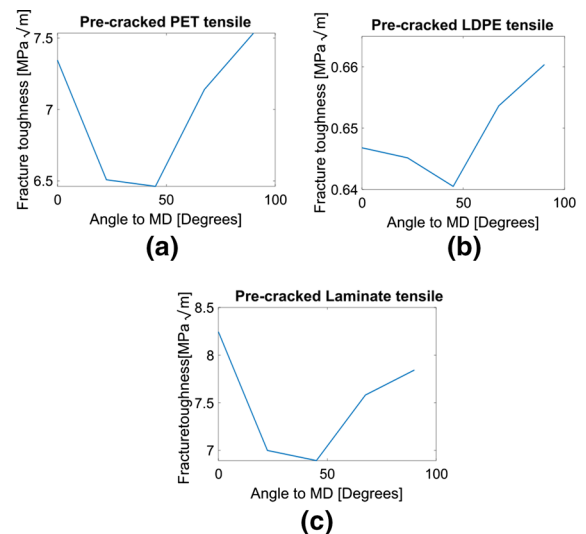 Pre-cracked PET tensile
Fracture toughness [MPa √m]
7.5
7
6.5
0
50
100
Angle to MD [Degrees]
(a)
Pre-cracked LDPE tensile
Fracture toughness [MPa √m]
0.66
0.65
0.64
0
50
100
Angle to MD [Degrees]
(b)
Pre-cracked Laminate tensile
Fracturetoughness[MPa √m]
8.5
8
7.5
7
0
50
100
Angle to MD [Degrees]
(c)